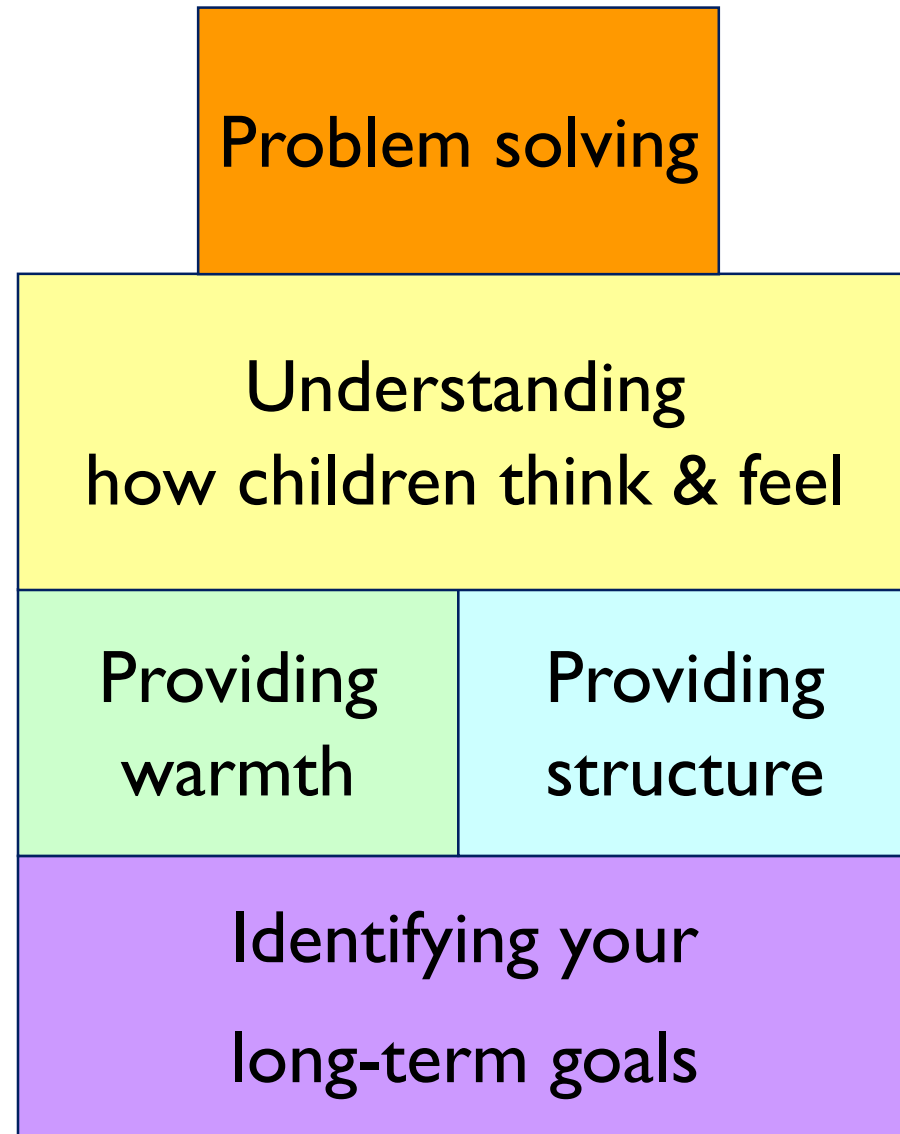 Problem solving
Understanding
how children think & feel
Providing
warmth
Providing
structure
Identifying your
long-term goals